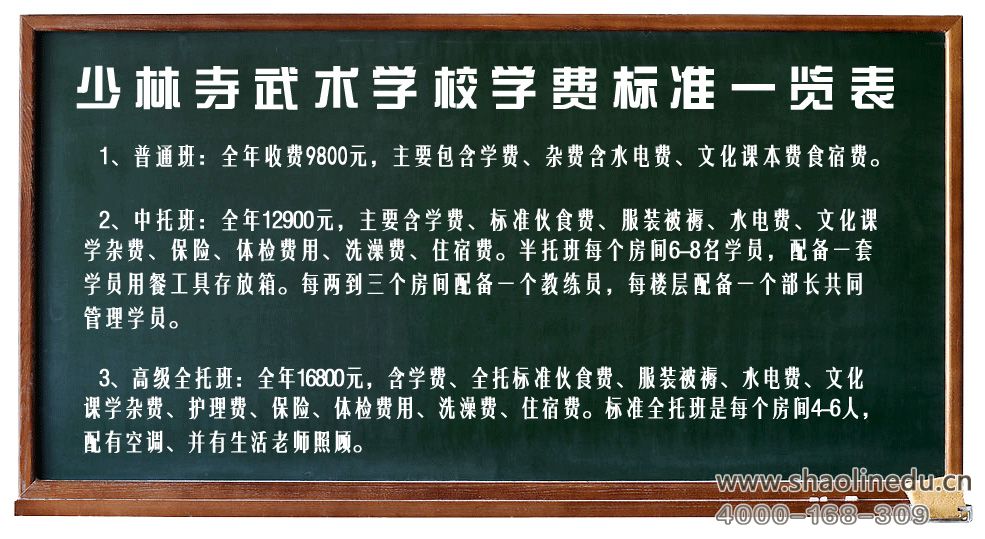 少林寺武术学校学费标准一览表
1、普通班：全年收费9800元，主要包含学费、杂费含水电费、文化课本费食宿费。
2、中托班：全年12900元，主要含学费、标准伙食费、服装被褥、水电费、文化课
学杂费、保险、体检费用、洗澡费、住宿费。半托班每个房间6-8名学员，配备一套
学员用餐工具存放箱。每两到三个房间配备一个教练员，每楼层配备一个部长共同
管理学员。
3、高级全托班：全年16800元，含学费、全托标准伙食费、服装被褥、水电费、文化
课学杂费、护理费、保险、体检费用、洗澡费、住宿费。标准全托班是每个房间4-6人，
配有空调、并有生活老师照顾。
www.shaolinedu.cn
4000-168-309